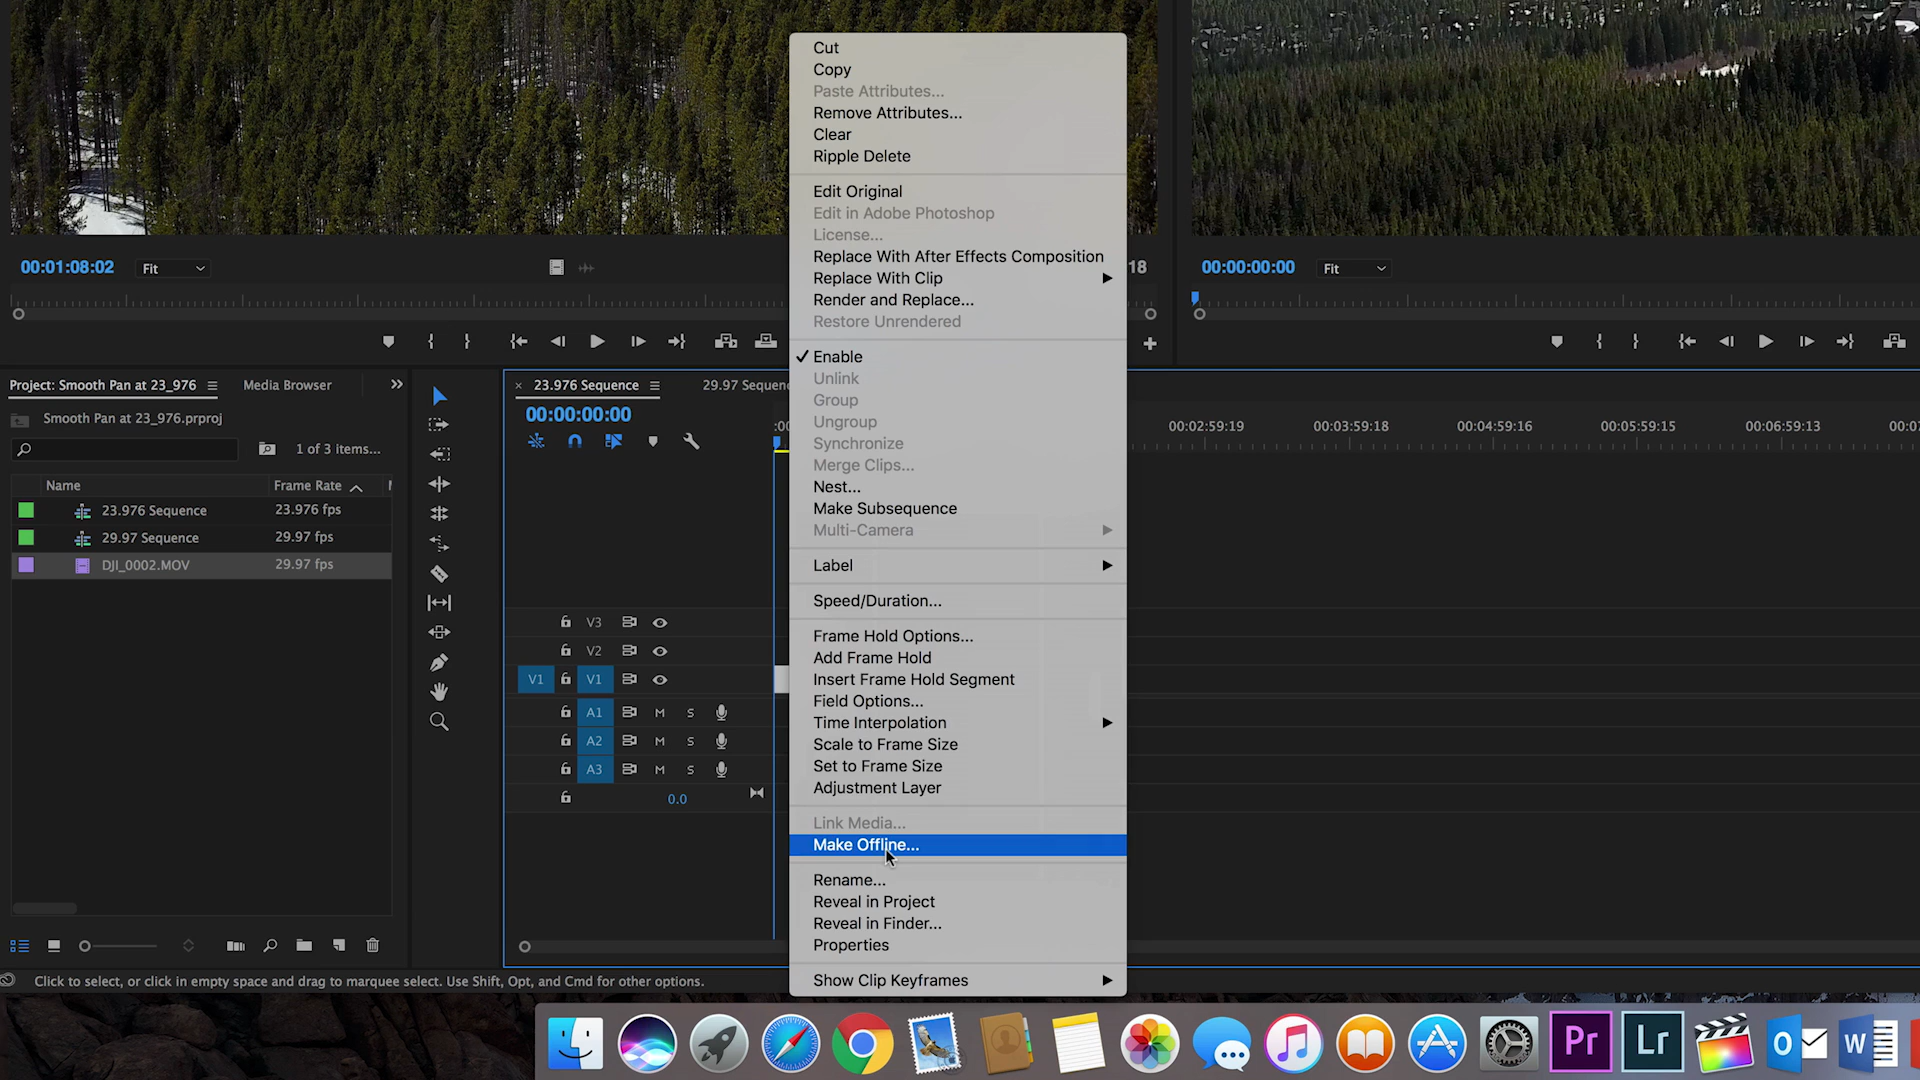 Cut
Copy
Paste Attributes...
Remove Attributes...
Clear
Ripple Delete
Edit Original
Edit in Adobe Photoshop
License...
Replace With After Effects Composition
Replace With Clip
Render and Replace...
Restore Unrendered
Enable
Unlink
Group
Ungroup
Synchronize
Merge Clips...
Nest...
Make Subsequence
Multi-Camera
Label
Speed/Duration...
Frame Hold Options...
Add Frame Hold
Insert Frame Hold Segment
Field Options...
Time Interpolation
Scale to Frame Size
Set to Frame Size
Adjustment Layer
Link Media...
Make Offline...
Rename...
Reveal in Project
Reveal in Finder...
Properties
Show Clip Keyframes
00:01:08:02 Fit
18
00:00:00:00 Fit
Project: Smooth Pan at 23_976 Media Browser
Smooth Pan at 23_976.prproj
1 of 3 items...
Name Frame Rate
23.976 Sequence 23.976 fps
29.97 Sequence 29.97 fps
DJI_0002.MOV 29.97 fps
23.976 Sequence 29.97 Sequen
00:00:00:00
:00 00:02:59:19 00:03:59:18 00:04:59:16 00:05:59:15 00:06:59:13 00:0
V3
V2
V1 V1
A1 M S
A2 M S
A3 M S
0.0
Click to select, or click in empty space and drag to marquee select. Use Shift, Opt, and Cmd for other options.
Pr Lr O W